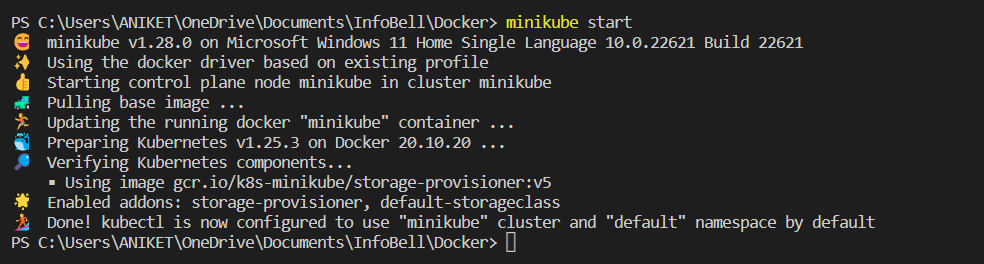 PS C:\Users\ANIKET\OneDrive\Documents\InfoBell\Docker> minikube start
😄 minikube v1.28.0 on Microsoft Windows 11 Home Single Language 10.0.22621 Build 22621
✨ Using the docker driver based on existing profile
👍 Starting control plane node minikube in cluster minikube
🚜 Pulling base image ...
🏃 Updating the running docker "minikube" container ...
🐳 Preparing Kubernetes v1.25.3 on Docker 20.10.20 ...
🔎 Verifying Kubernetes components...
▪ Using image gcr.io/k8s-minikube/storage-provisioner:v5
🌟 Enabled addons: storage-provisioner, default-storageclass
🏄 Done! kubectl is now configured to use "minikube" cluster and "default" namespace by default
PS C:\Users\ANIKET\OneDrive\Documents\InfoBell\Docker>